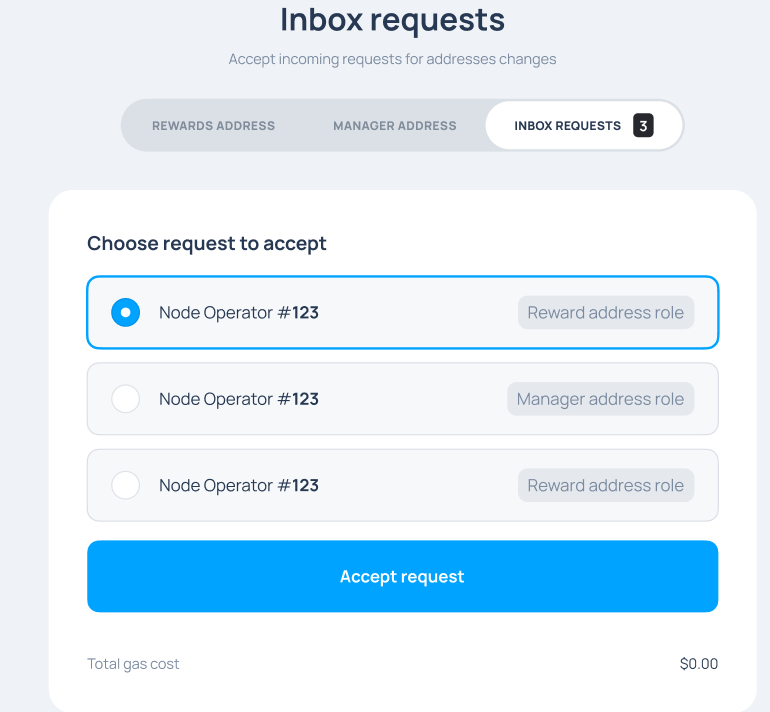 Inbox requests
Accept incoming requests for addresses changes
REWARDS ADDRESS MANAGER ADDRESS INBOX REQUESTS 3
Choose request to accept
Node Operator #123 Reward address role
Node Operator #123 Manager address role
Node Operator #123 Reward address role
Accept request
Total gas cost $0.00